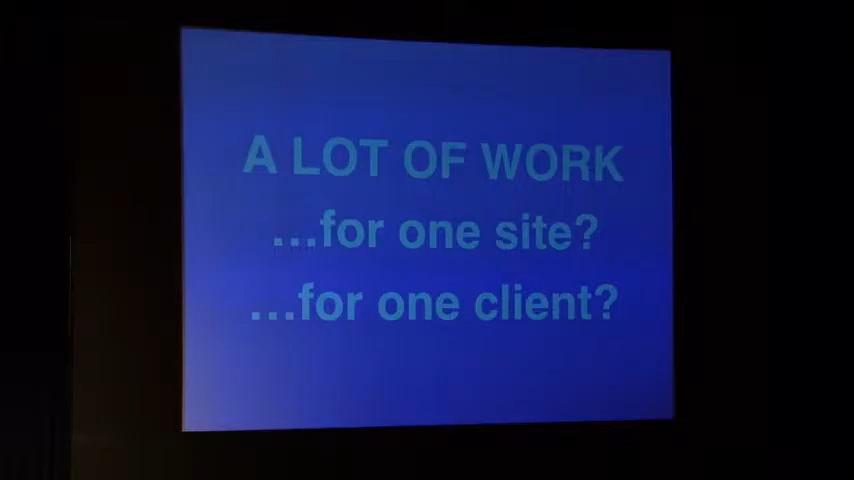 A LOT OF WORK
...for one site?
...for one client?